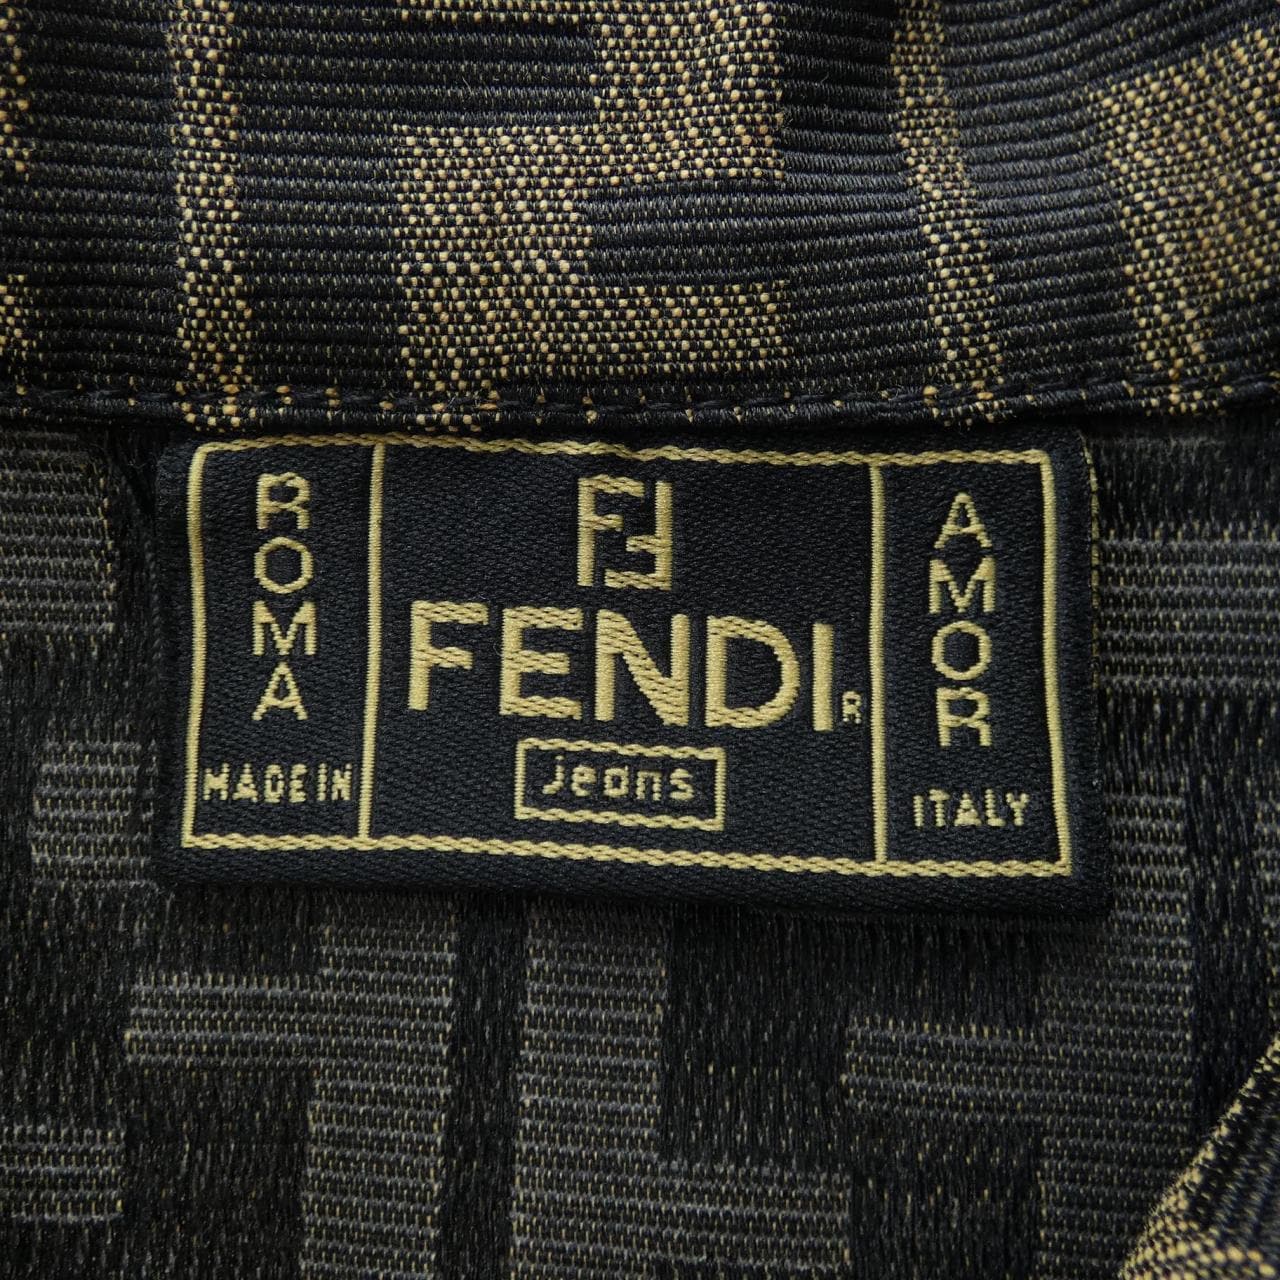 ROMA
MADE IN
FF
FENDI R
jeans
AMOR
ITALY